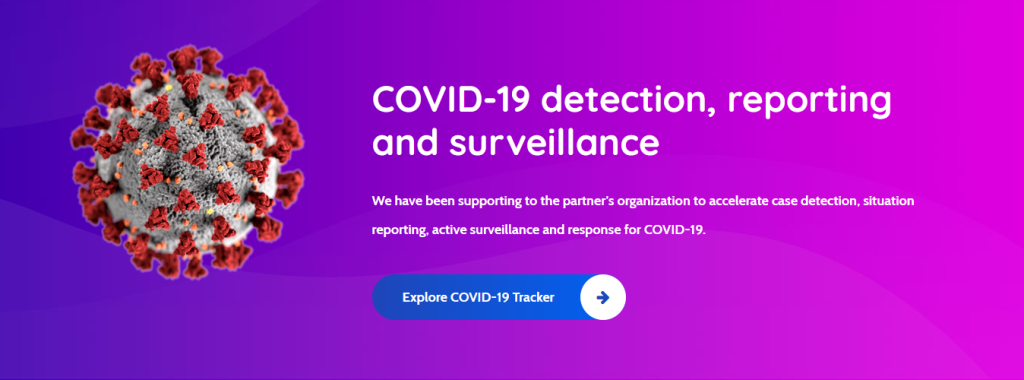 COVID-19 detection, reporting
and surveillance
We have been supporting to the partner's organization to accelerate case detection, situation
reporting, active surveillance and response for COVID-19.
Explore COVID-19 Tracker